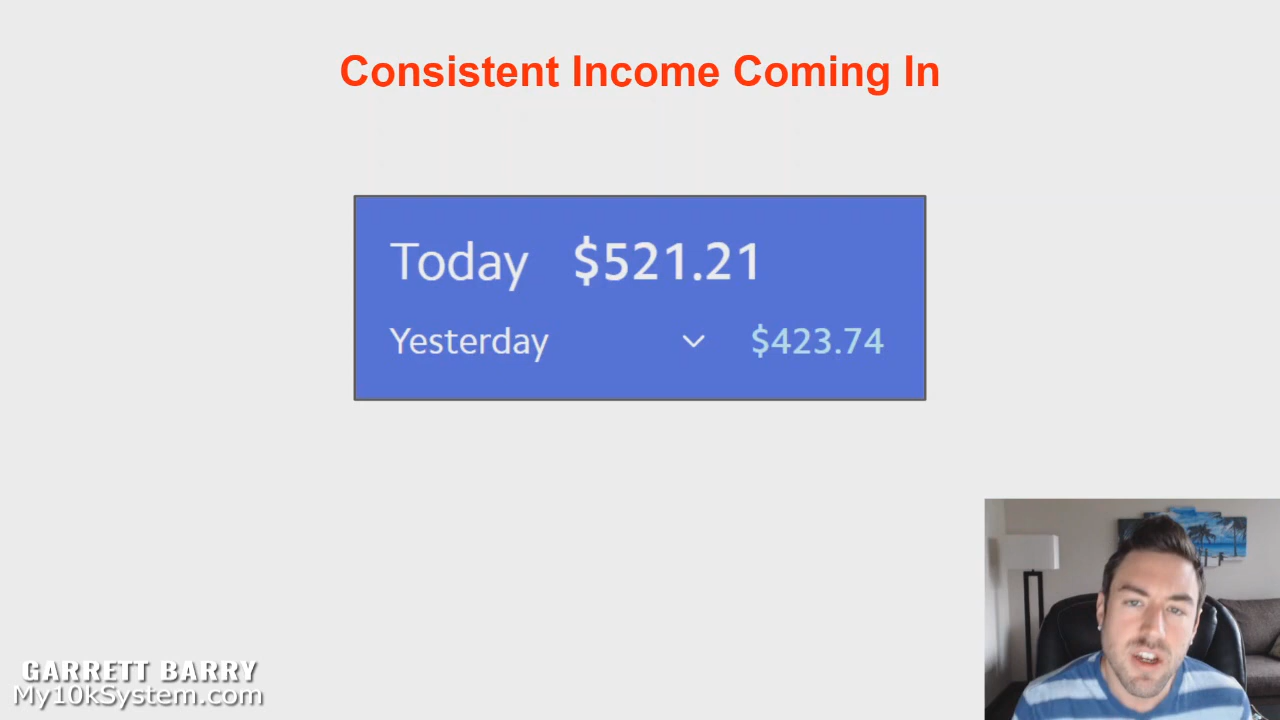 Consistent Income Coming In
Today $521.21
Yesterday $423.74
GARRETT BARRY
My10kSystem.com